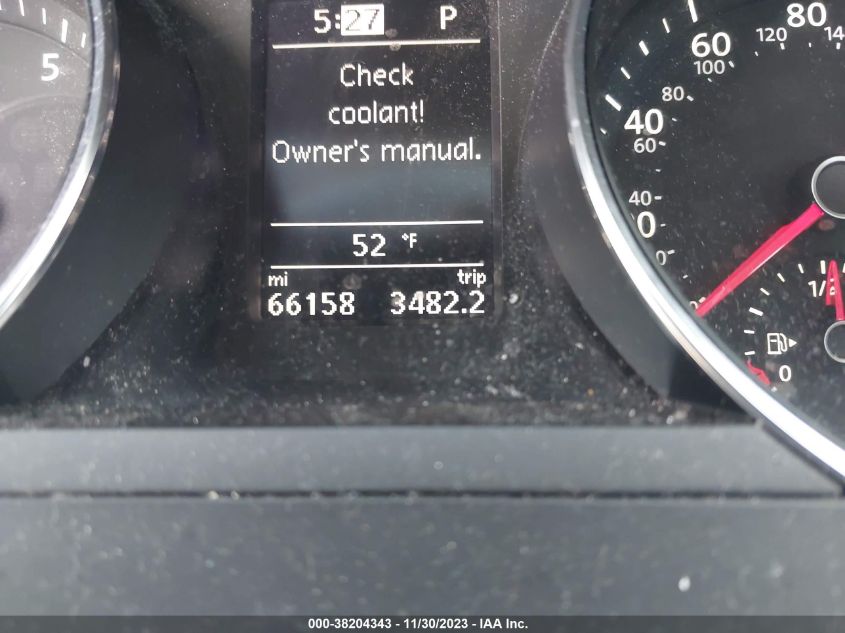 5:27 P
Check
coolant!
Owner's manual.
52 °F
mi trip
66158 3482.2
5
80
60
120
100
80
40
60
40
0
1/2
0
000-38204343 - 11/30/2023 - IAA Inc.